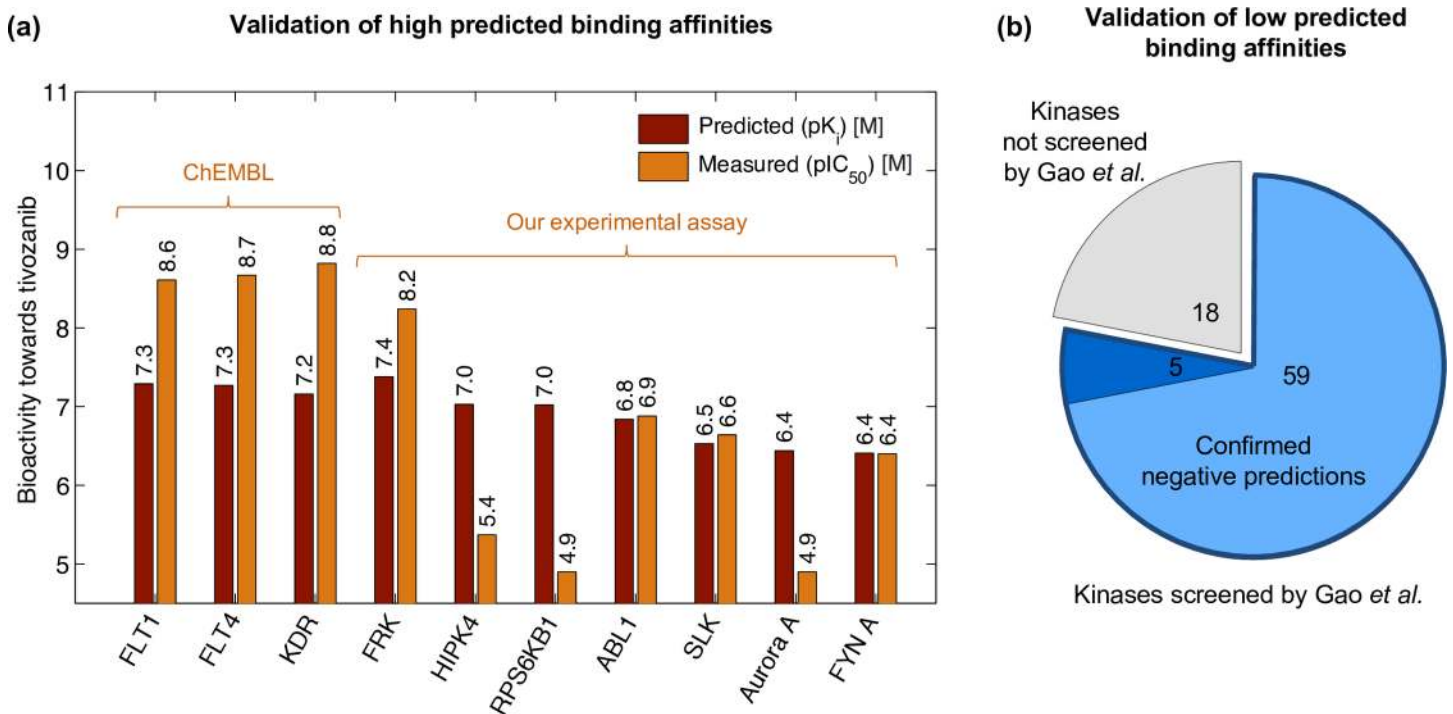 (a)
Validation of high predicted binding affinities
Bioactivity towards tivozanib
11
10
9
8
7
6
5
Predicted (pKi) [M]
Measured (pIC50) [M]
ChEMBL
Our experimental assay
7.3
8.6
7.3
8.7
7.2
8.8
7.4
8.2
7.0
5.4
7.0
4.9
6.8
6.9
6.5
6.6
6.4
4.9
6.4
6.4
FLT1
FLT4
KDR
FRK
HIPK4
RPS6KB1
ABL1
SLK
Aurora A
FYN A
(b)
Validation of low predicted
binding affinities
Kinases
not screened
by Gao et al.
18
5
59
Confirmed
negative predictions
Kinases screened by Gao et al.